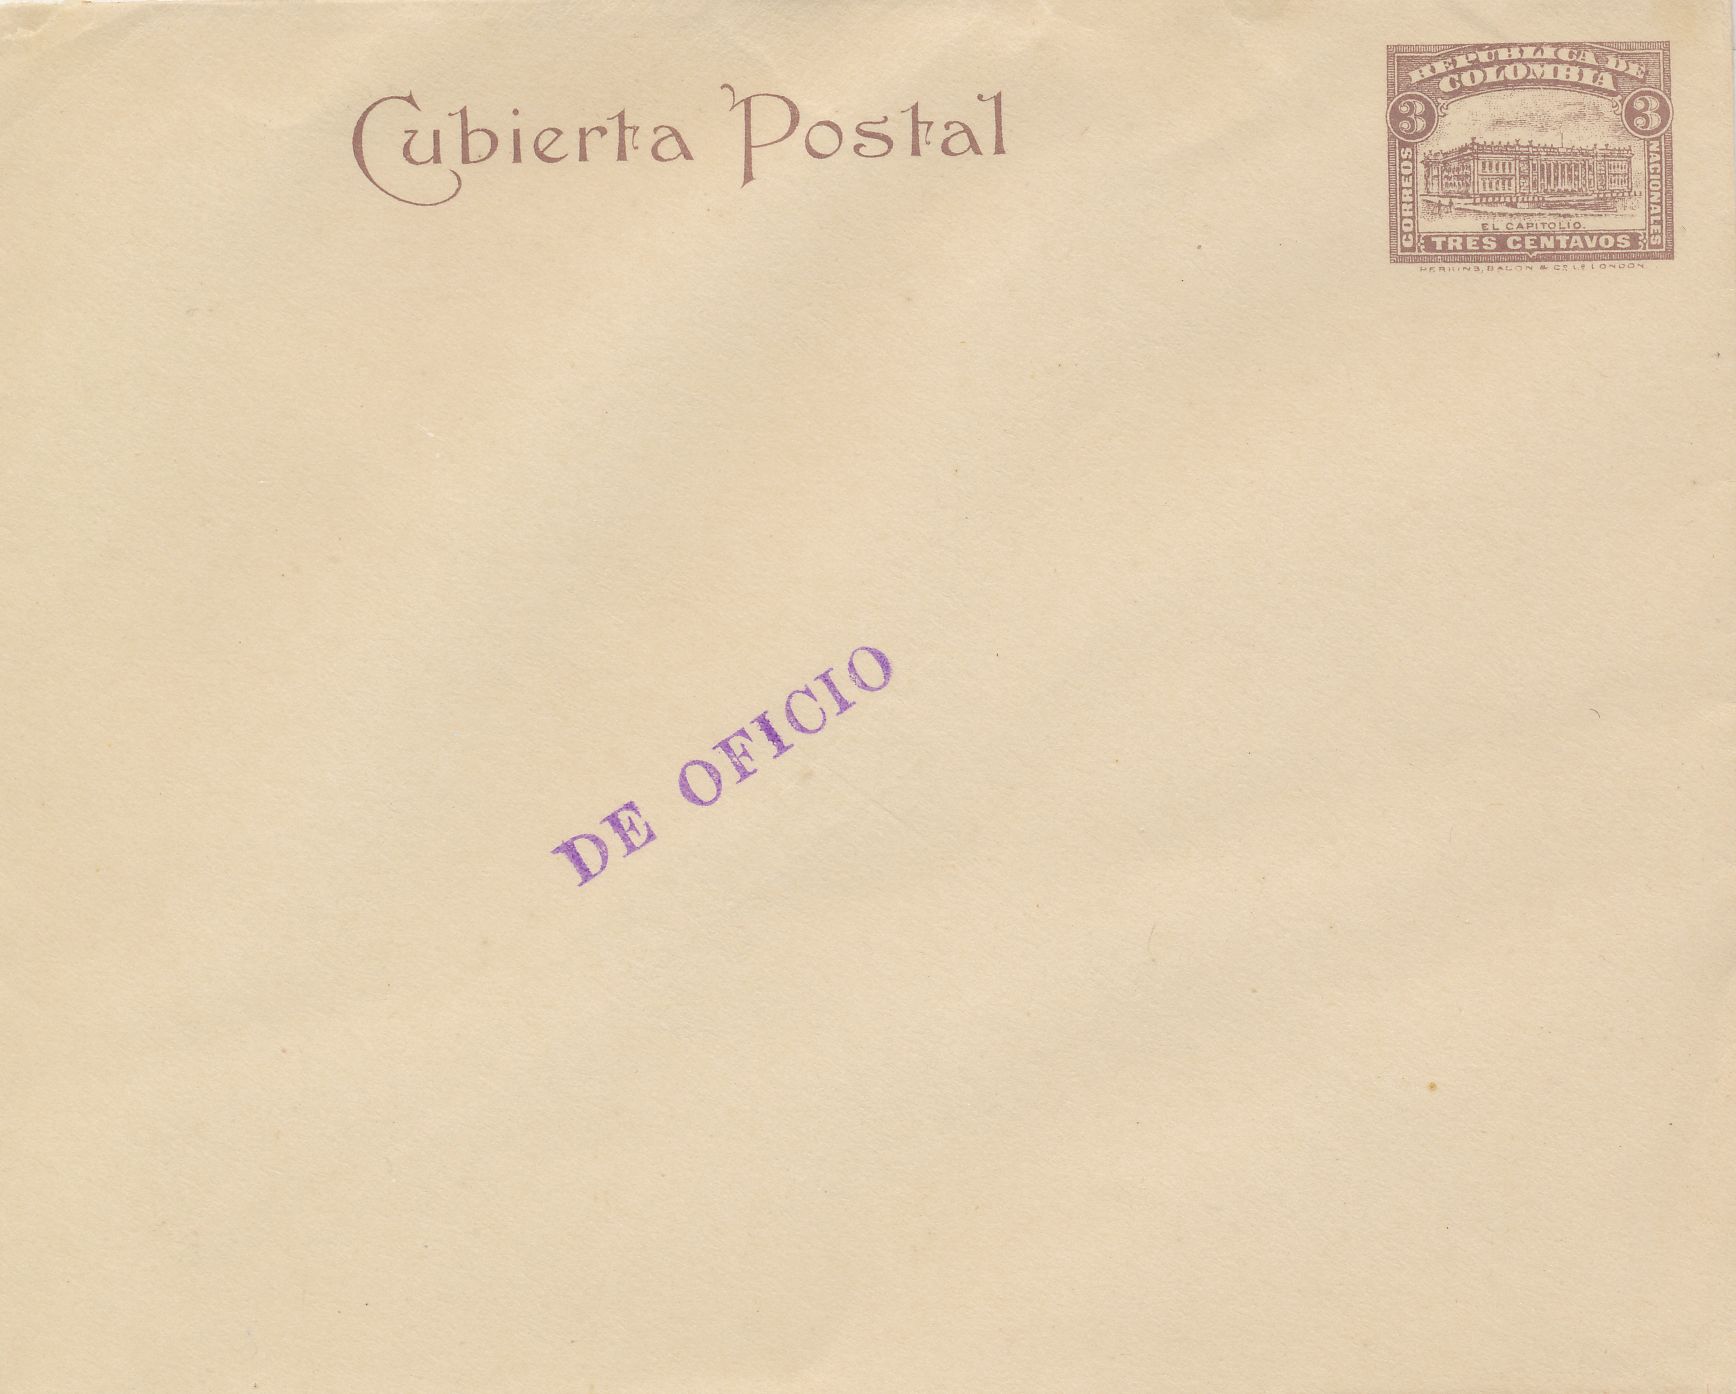 Cubierta Postal
REPÚBLICA DE
COLOMBIA
3
3
CORREOS
NACIONALES
EL CAPITOLIO.
TRES CENTAVOS
PERKINS, BACON & Co. Ld. LONDON
DE OFICIO